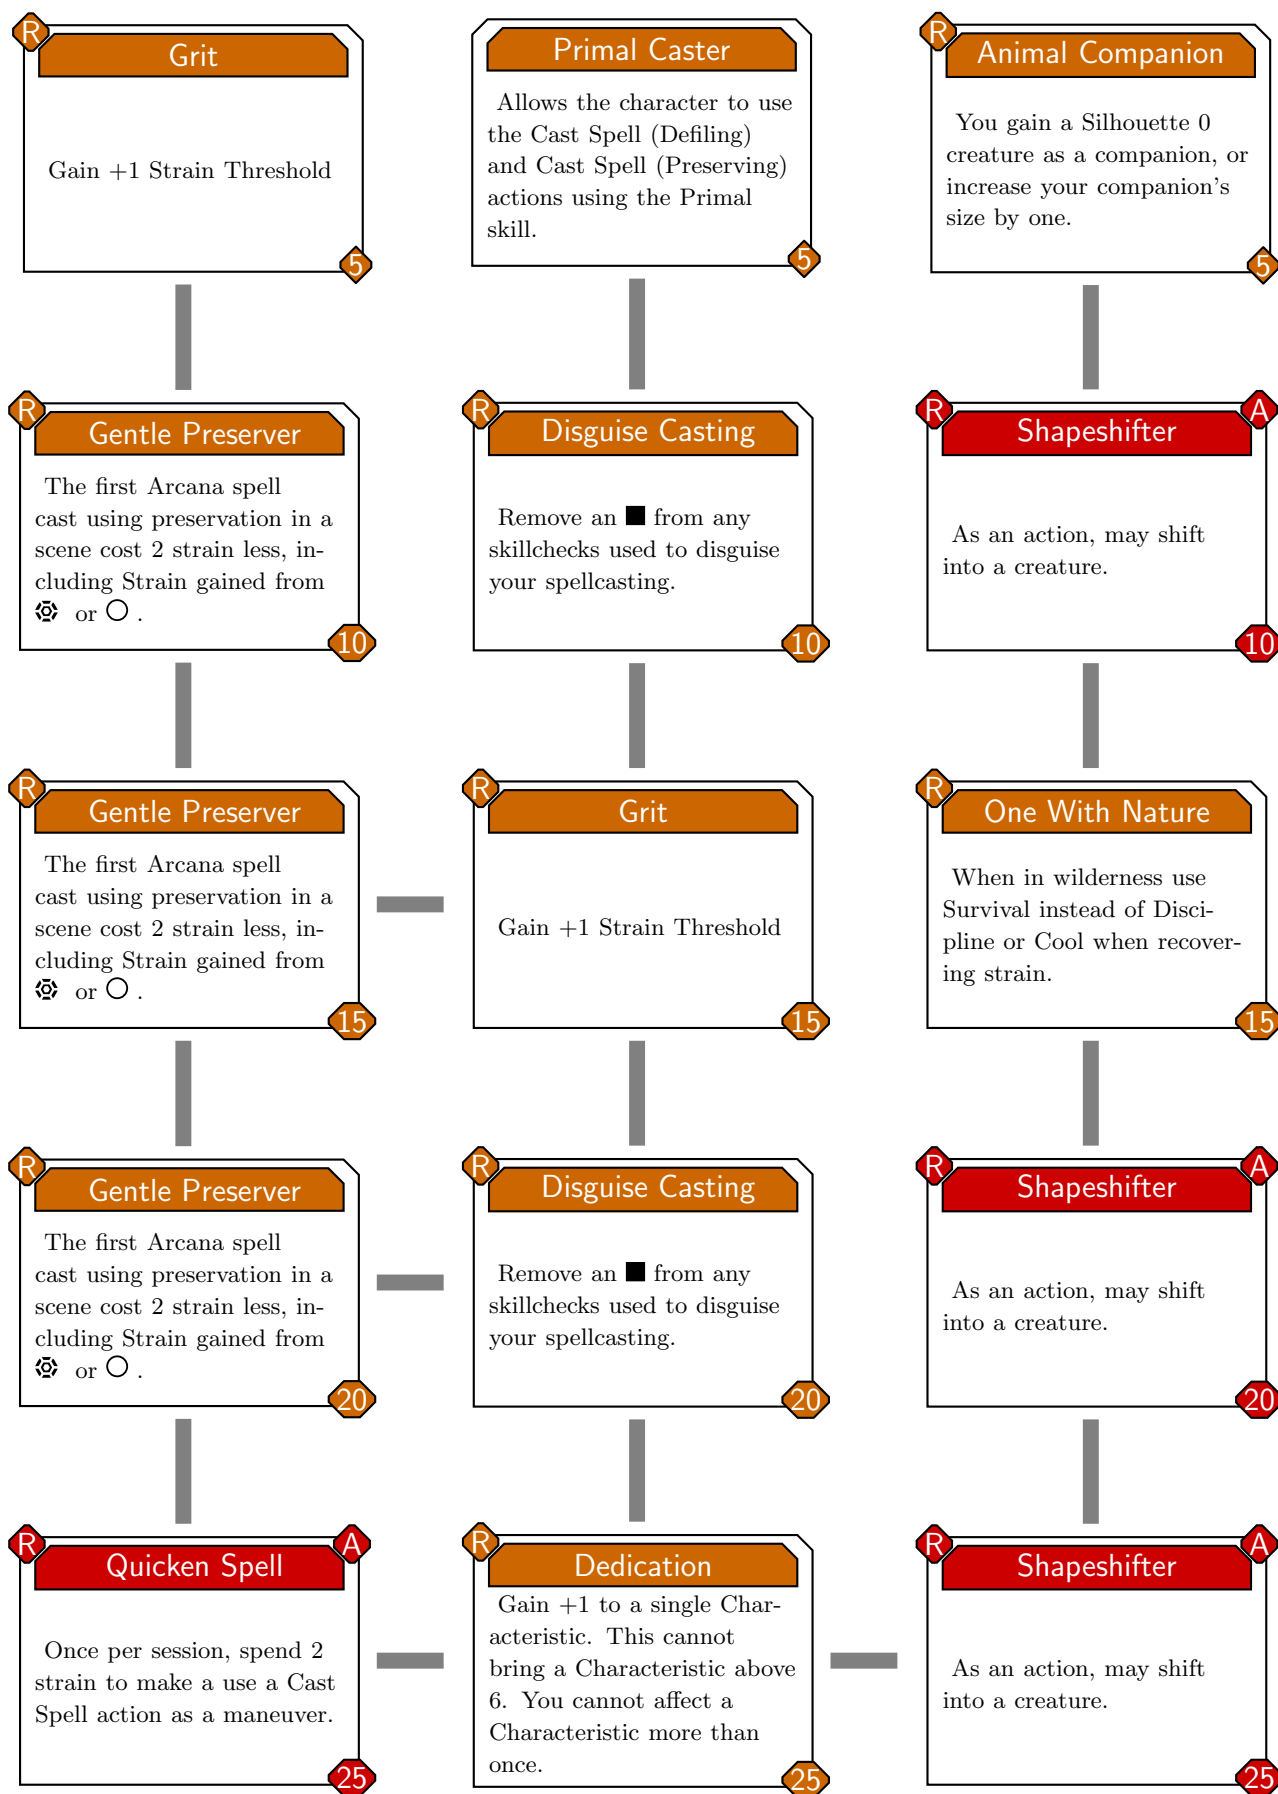 R
Grit
Gain +1 Strain Threshold
5
Primal Caster
Allows the character to use
the Cast Spell (Defiling)
and Cast Spell (Preserving)
actions using the Primal
skill.
5
R
Animal Companion
You gain a Silhouette 0
creature as a companion, or
increase your companion's
size by one.
5
R
Gentle Preserver
The first Arcana spell
cast using preservation in a
scene cost 2 strain less, in-
cluding Strain gained from
or .
10
R
Disguise Casting
Remove an ■ from any
skillchecks used to disguise
your spellcasting.
10
R
A
Shapeshifter
As an action, may shift
into a creature.
10
R
Gentle Preserver
The first Arcana spell
cast using preservation in a
scene cost 2 strain less, in-
cluding Strain gained from
or .
15
R
Grit
Gain +1 Strain Threshold
15
R
One With Nature
When in wilderness use
Survival instead of Disci-
pline or Cool when recover-
ing strain.
15
R
Gentle Preserver
The first Arcana spell
cast using preservation in a
scene cost 2 strain less, in-
cluding Strain gained from
or .
20
R
Disguise Casting
Remove an ■ from any
skillchecks used to disguise
your spellcasting.
20
R
A
Shapeshifter
As an action, may shift
into a creature.
20
R
A
Quicken Spell
Once per session, spend 2
strain to make a use a Cast
Spell action as a maneuver.
25
R
Dedication
Gain +1 to a single Char-
acteristic. This cannot
bring a Characteristic above
6. You cannot affect a
Characteristic more than
once.
25
R
A
Shapeshifter
As an action, may shift
into a creature.
25